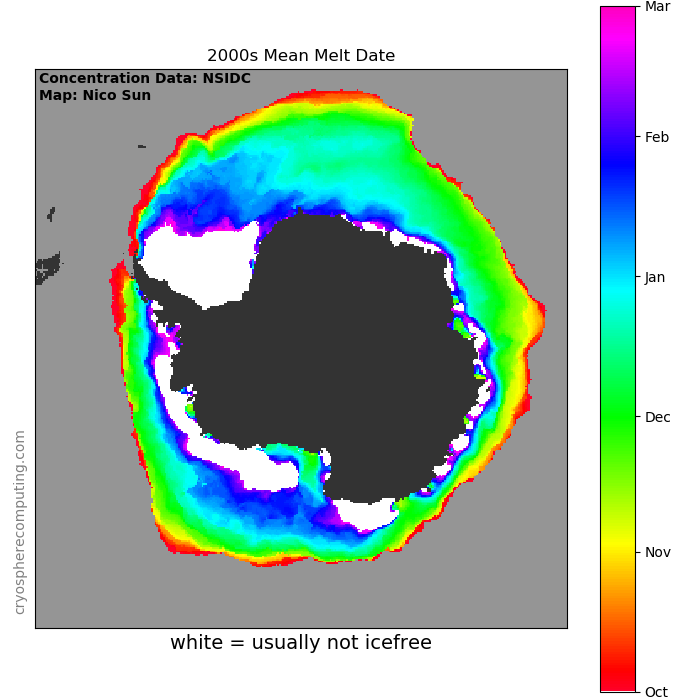 2000s Mean Melt Date
Concentration Data: NSIDC
Map: Nico Sun
Mar
Feb
Jan
Dec
Nov
Oct
cryospherecomputing.com
white = usually not icefree